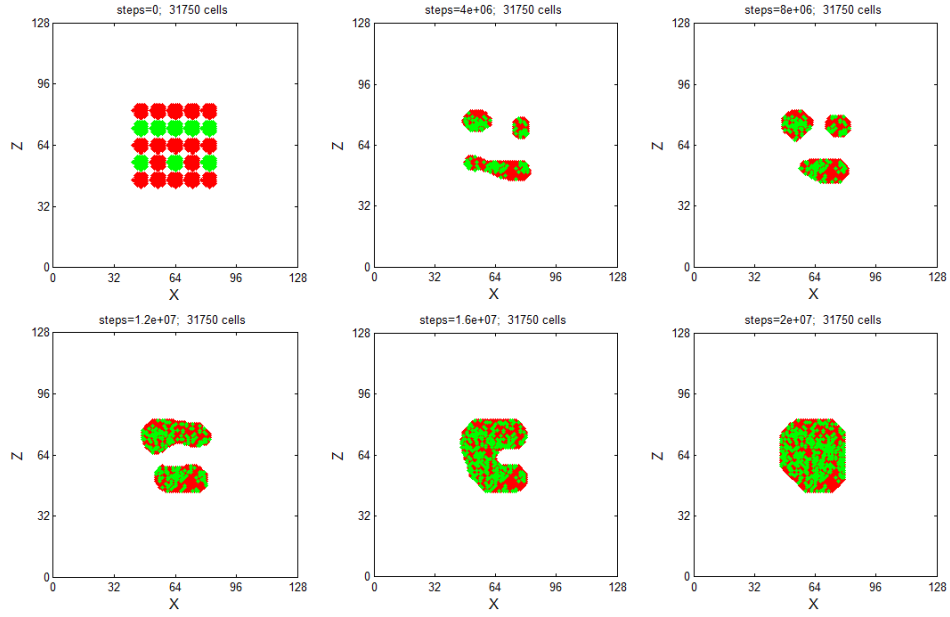 steps=0;  31750 cells
128
96
Z
64
32
0
0 32 64 96 128
X
steps=4e+06;  31750 cells
128
96
Z
64
32
0
0 32 64 96 128
X
steps=8e+06;  31750 cells
128
96
Z
64
32
0
0 32 64 96 128
X
steps=1.2e+07;  31750 cells
128
96
Z
64
32
0
0 32 64 96 128
X
steps=1.6e+07;  31750 cells
128
96
Z
64
32
0
0 32 64 96 128
X
steps=2e+07;  31750 cells
128
96
Z
64
32
0
0 32 64 96 128
X